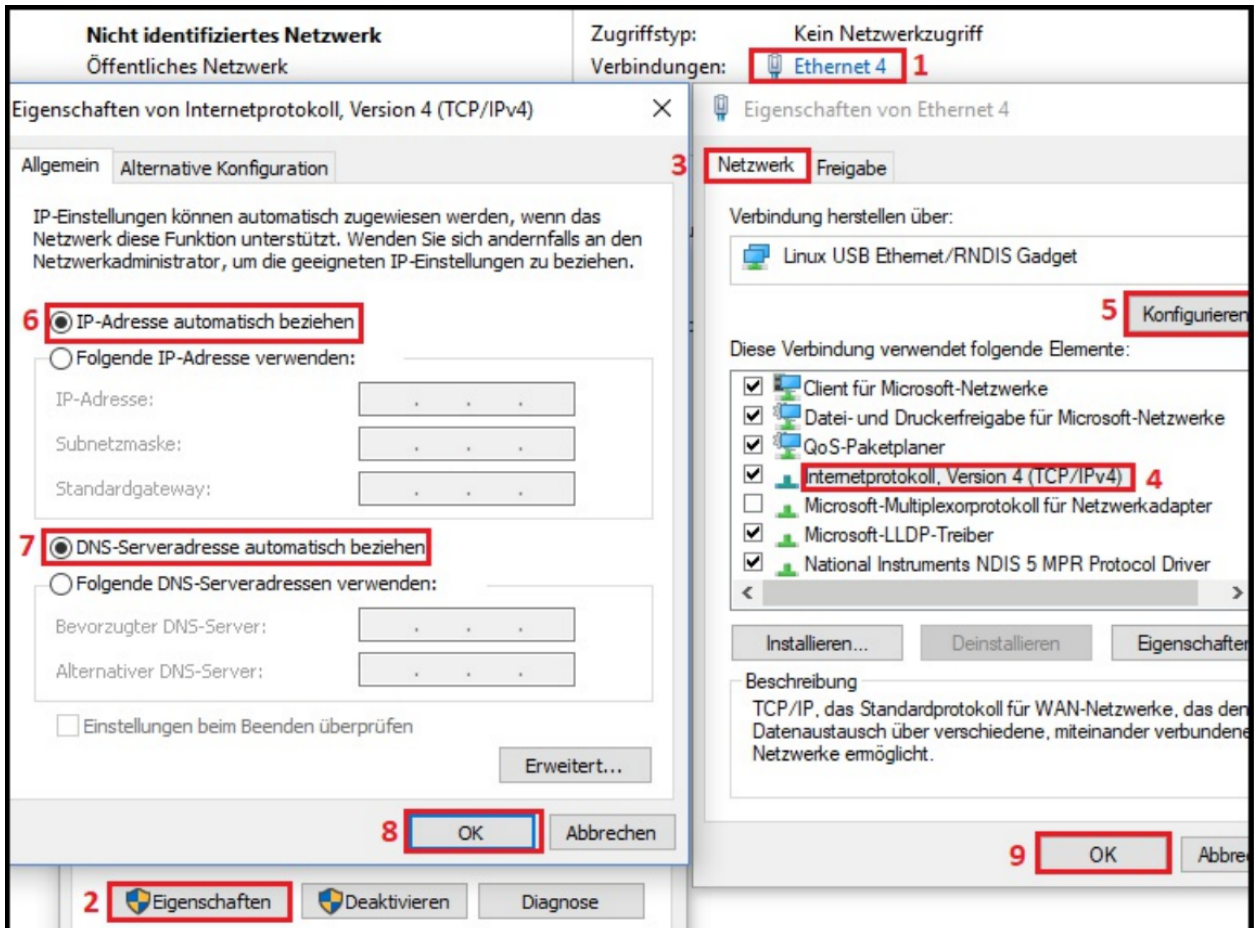 Nicht identifiziertes Netzwerk
Öffentliches Netzwerk
Zugriffstyp: Kein Netzwerkzugriff
Verbindungen: Ethernet 4 1
Eigenschaften von Internetprotokoll, Version 4 (TCP/IPv4)
Allgemein Alternative Konfiguration
IP-Einstellungen können automatisch zugewiesen werden, wenn das
Netzwerk diese Funktion unterstützt. Wenden Sie sich andernfalls an den
Netzwerkadministrator, um die geeigneten IP-Einstellungen zu beziehen.
6 IP-Adresse automatisch beziehen
Folgende IP-Adresse verwenden:
IP-Adresse:
Subnetzmaske:
Standardgateway:
7 DNS-Serveradresse automatisch beziehen
Folgende DNS-Serveradressen verwenden:
Bevorzugter DNS-Server:
Alternativer DNS-Server:
Einstellungen beim Beenden überprüfen
Erweitert...
8 OK Abbrechen
2 Eigenschaften Deaktivieren Diagnose
Eigenschaften von Ethernet 4
3 Netzwerk Freigabe
Verbindung herstellen über:
Linux USB Ethernet/RNDIS Gadget
5 Konfigurieren
Diese Verbindung verwendet folgende Elemente:
Client für Microsoft-Netzwerke
Datei- und Druckerfreigabe für Microsoft-Netzwerke
QoS-Paketplaner
Internetprotokoll, Version 4 (TCP/IPv4) 4
Microsoft-Multiplexorprotokoll für Netzwerkadapter
Microsoft-LLDP-Treiber
National Instruments NDIS 5 MPR Protocol Driver
Installieren... Deinstallieren Eigenschafter
Beschreibung
TCP/IP, das Standardprotokoll für WAN-Netzwerke, das den
Datenaustausch über verschiedene, miteinander verbundene
Netzwerke ermöglicht.
9 OK Abbre